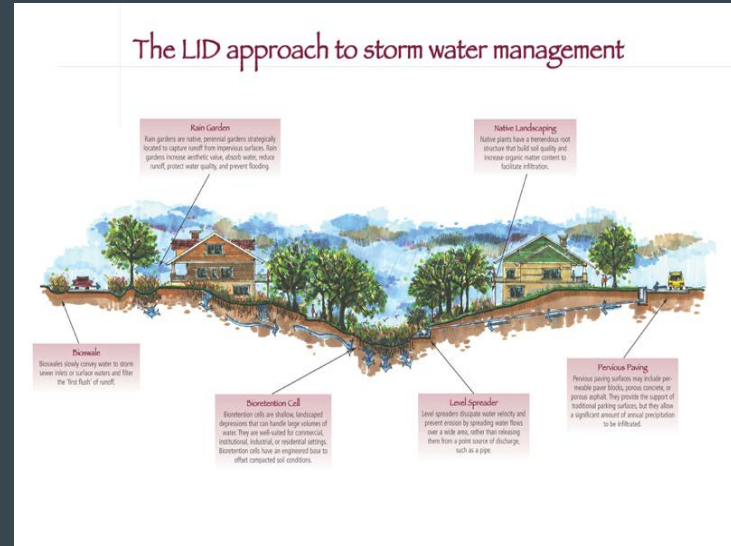 The LID approach to storm water management
Rain Garden
Rain gardens are native, perennial gardens strategically
located to capture runoff from impervious surfaces. Rain
gardens increase aesthetic value, absorb water, reduce
runoff, protect water quality, and prevent flooding.
Native Landscaping
Native plants have a tremendous root
structure that build soil quality and
increase organic matter content to
facilitate infiltration.
Bioswale
Bioswales slowly convey water to storm
sewer inlets or surface waters and filter
the 'first flush' of runoff.
Bioretention Cell
Bioretention cells are shallow, landscaped
depressions that can handle large volumes of
water. They are well-suited for commercial,
institutional, industrial, or residential settings.
Bioretention cells have an engineered base to
offset compacted soil conditions.
Level Spreader
Level spreaders dissipate water velocity and
prevent erosion by spreading water flows
over a wide area, rather than releasing
them from a point source of discharge,
such as a pipe.
Pervious Paving
Pervious paving surfaces may include per-
meable paver blocks, porous concrete, or
porous asphalt. They provide the support of
traditional parking surfaces, but they allow
a significant amount of annual precipitation
to be infiltrated.